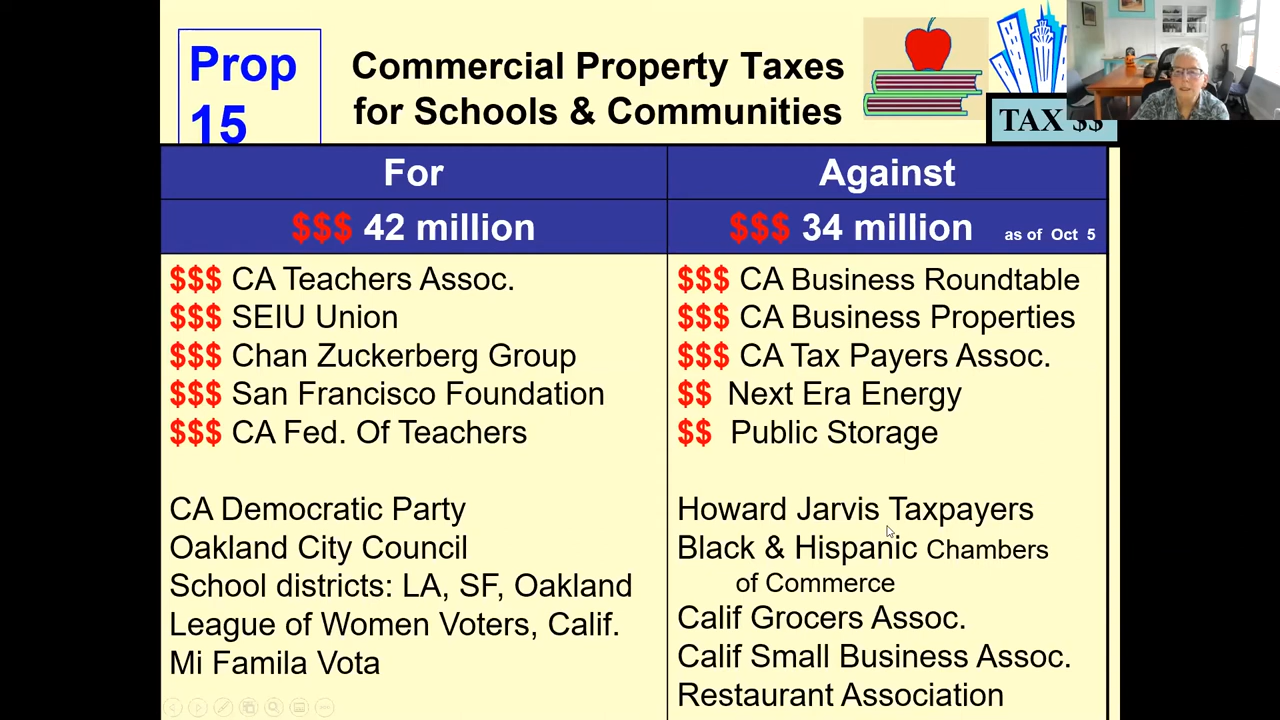 Prop
15
Commercial Property Taxes
for Schools & Communities
TAX $$
For
Against
$$$ 42 million
$$$ 34 million as of Oct 5
$$$ CA Teachers Assoc.
$$$ SEIU Union
$$$ Chan Zuckerberg Group
$$$ San Francisco Foundation
$$$ CA Fed. Of Teachers
CA Democratic Party
Oakland City Council
School districts: LA, SF, Oakland
League of Women Voters, Calif.
Mi Famila Vota
$$$ CA Business Roundtable
$$$ CA Business Properties
$$$ CA Tax Payers Assoc.
$$ Next Era Energy
$$ Public Storage
Howard Jarvis Taxpayers
Black & Hispanic Chambers
of Commerce
Calif Grocers Assoc.
Calif Small Business Assoc.
Restaurant Association